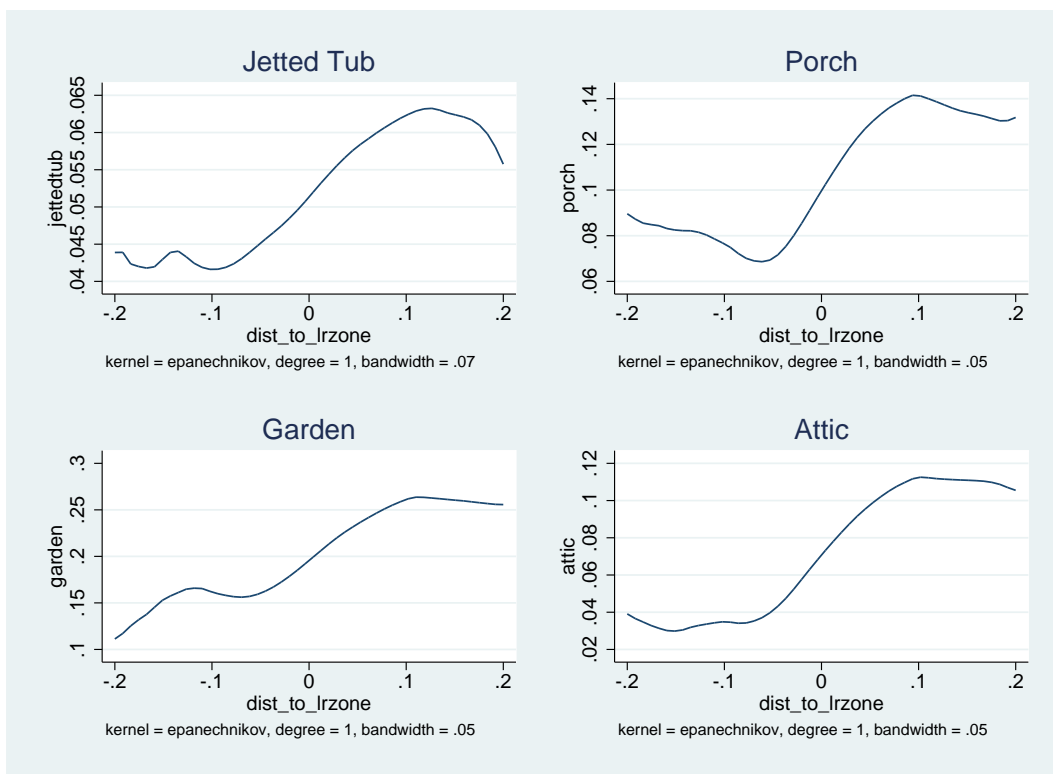 Jetted Tub
jettedtub
.04 .045 .05 .055 .06 .065
-.2 -.1 0 .1 .2
dist_to_lrzone
kernel = epanechnikov, degree = 1, bandwidth = .07
Porch
porch
.06 .08 .1 .12 .14
-.2 -.1 0 .1 .2
dist_to_lrzone
kernel = epanechnikov, degree = 1, bandwidth = .05
Garden
garden
.1 .15 .2 .25 .3
-.2 -.1 0 .1 .2
dist_to_lrzone
kernel = epanechnikov, degree = 1, bandwidth = .05
Attic
attic
.02 .04 .06 .08 .1 .12
-.2 -.1 0 .1 .2
dist_to_lrzone
kernel = epanechnikov, degree = 1, bandwidth = .05